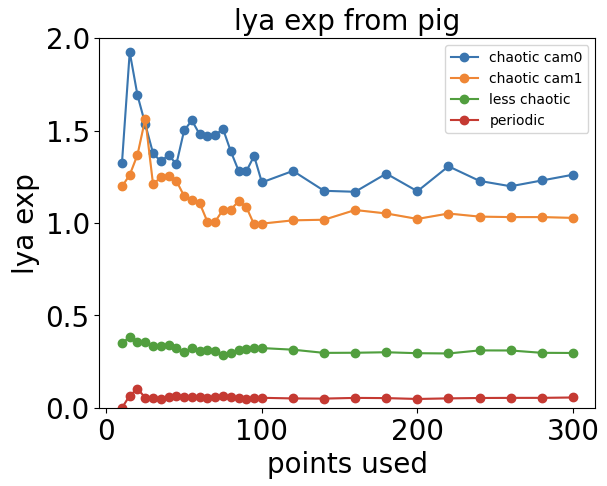 lya exp from pig
2.0
1.5
1.0
0.5
0.0
lya exp
chaotic cam0
chaotic cam1
less chaotic
periodic
0 100 200 300
points used